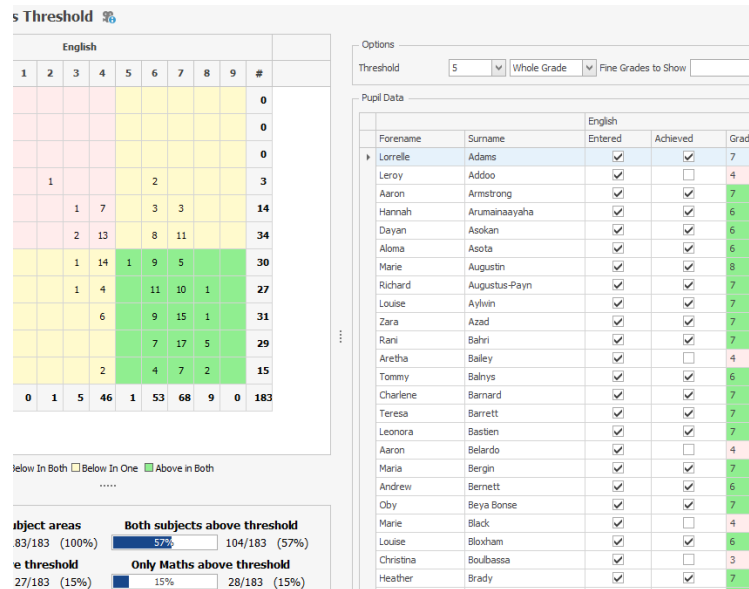 s Threshold
English
1 2 3 4 5 6 7 8 9 #
0
0
0
1 2 3
1 7 3 3 14
2 13 8 11 34
1 14 1 9 5 30
1 4 11 10 1 27
6 9 15 1 31
7 17 5 29
2 4 7 2 15
0 1 5 46 1 53 68 9 0 183
Below In Both Below In One Above in Both
ubject areas Both subjects above threshold
.83/183 (100%) 57% 104/183 (57%)
e threshold Only Maths above threshold
27/183 (15%) 15% 28/183 (15%)
Options
Threshold 5 Whole Grade Fine Grades to Show
Pupil Data
English
Forename Surname Entered Achieved Grad
Lorrelle Adams 7
Leroy Addoo 4
Aaron Armstrong 7
Hannah Arumainaayaha 6
Dayan Asokan 6
Aloma Asota 6
Marie Augustin 8
Richard Augustus-Payn 7
Louise Aylwin 7
Zara Azad 7
Rani Bahri 7
Aretha Bailey 4
Tommy Balnys 6
Charlene Barnard 7
Teresa Barrett 7
Leonora Bastien 7
Aaron Belardo 4
Maria Bergin 7
Andrew Bernett 6
Oby Beya Bonse 7
Marie Black 4
Louise Bloxham 6
Christina Boulbassa 3
Heather Brady 7